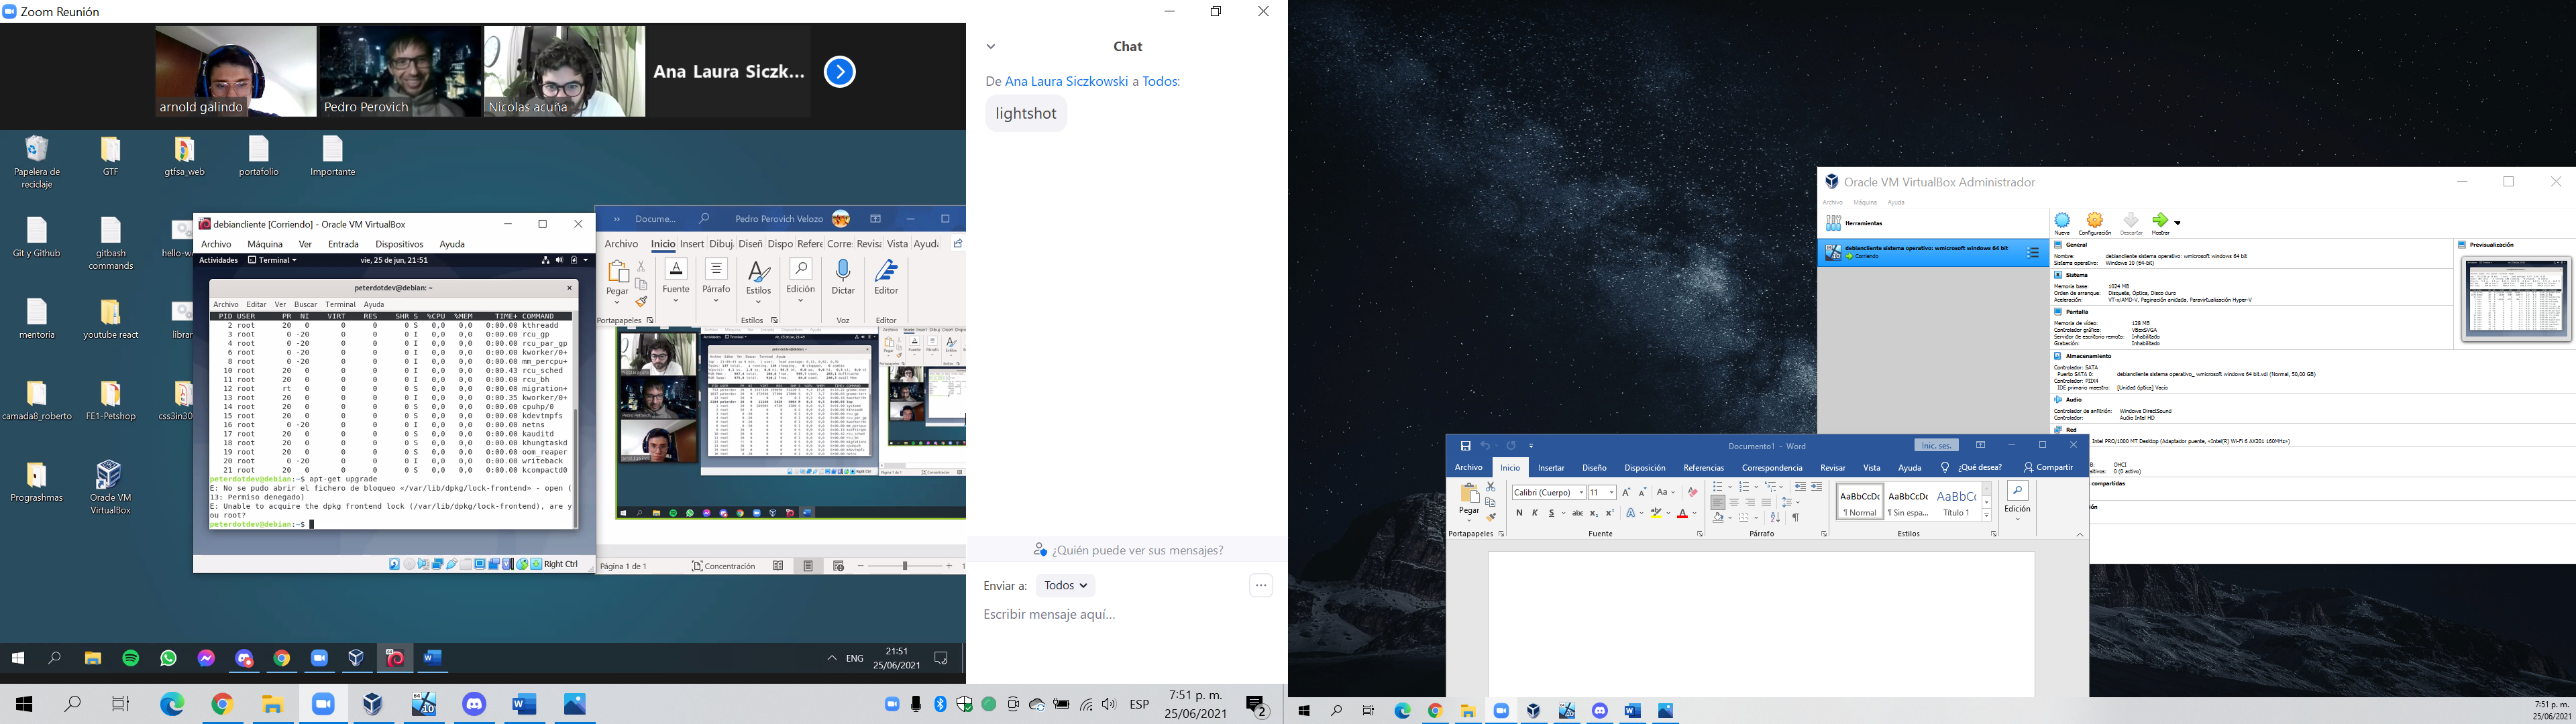 Zoom Reunión
arnold galindo
Pedro Perovich
Nicolas acuña
Ana Laura Siczk...
Chat
De Ana Laura Siczkowski a Todos:
lightshot
¿Quién puede ver sus mensajes?
Enviar a: Todos
Escribir mensaje aquí...
Papelera de reciclaje
GTF
gtfsa_web
portafolio
Importante
Git y Github
gitbash commands
hello-w
mentoria
youtube react
librar
camada8_roberto
FE1-Petshop
css3in30
Prograshmas
Oracle VM VirtualBox
debiancliente [Corriendo] - Oracle VM VirtualBox
Archivo Máquina Ver Entrada Dispositivos Ayuda
Actividades Terminal vie, 25 de jun, 21:51
peterdotdev@debian: ~
Archivo Editar Ver Buscar Terminal Ayuda
PID USER PR NI VIRT RES SHR S %CPU %MEM TIME+ COMMAND
2 root 20 0 0 0 0 S 0,0 0,0 0:00.00 kthreadd
3 root 0 -20 0 0 0 I 0,0 0,0 0:00.00 rcu_gp
4 root 0 -20 0 0 0 I 0,0 0,0 0:00.00 rcu_par_gp
6 root 0 -20 0 0 0 I 0,0 0,0 0:00.00 kworker/0+
8 root 0 -20 0 0 0 I 0,0 0,0 0:00.00 mm_percpu+
10 root 20 0 0 0 0 I 0,0 0,0 0:00.43 rcu_sched
11 root 20 0 0 0 0 I 0,0 0,0 0:00.00 rcu_bh
12 root rt 0 0 0 0 S 0,0 0,0 0:00.00 migration+
13 root 20 0 0 0 0 I 0,0 0,0 0:00.35 kworker/0+
14 root 20 0 0 0 0 S 0,0 0,0 0:00.00 cpuhp/0
15 root 20 0 0 0 0 S 0,0 0,0 0:00.00 kdevtmpfs
16 root 0 -20 0 0 0 I 0,0 0,0 0:00.00 netns
17 root 20 0 0 0 0 S 0,0 0,0 0:00.00 kauditd
18 root 20 0 0 0 0 S 0,0 0,0 0:00.00 khungtaskd
19 root 20 0 0 0 0 S 0,0 0,0 0:00.00 oom_reaper
20 root 0 -20 0 0 0 I 0,0 0,0 0:00.00 writeback
21 root 20 0 0 0 0 S 0,0 0,0 0:00.00 kcompactd0
peterdotdev@debian:~$ apt-get upgrade
E: No se pudo abrir el fichero de bloqueo «/var/lib/dpkg/lock-frontend» - open (
13: Permiso denegado)
E: Unable to acquire the dpkg frontend lock (/var/lib/dpkg/lock-frontend), are y
ou root?
peterdotdev@debian:~$
Right Ctrl
Docume... Pedro Perovich Velozo
Archivo Inicio Insert Dibuj Diseñ Dispo Refere Corre Revisa Vista Ayuda
Pegar Fuente Párrafo Estilos Edición Dictar Editor
Portapapeles Estilos Voz Editor
Página 1 de 1 Concentración
ENG 21:51
25/06/2021
ESP 7:51 p. m.
25/06/2021
2
Oracle VM VirtualBox Administrador
Archivo Máquina Ayuda
Herramientas
Nueva Configuración Descartar Mostrar
debiancliente sistema operativo: wmicrosoft windows 64 bit
Corriendo
General
Nombre: debiancliente sistema operativo: wmicrosoft windows 64 bit
Sistema operativo: Windows 10 (64-bit)
Previsualización
Sistema
Memoria base: 1024 MB
Orden de arranque: Disquete, Óptica, Disco duro
Aceleración: VT-x/AMD-V, Paginación anidada, Paravirtualización Hyper-V
Pantalla
Memoria de vídeo: 128 MB
Controlador gráfico: VBoxSVGA
Servidor de escritorio remoto: Inhabilitado
Grabación: Inhabilitado
Almacenamiento
Controlador: SATA
Puerto SATA 0: debiancliente sistema operativo_ wmicrosoft windows 64 bit.vdi (Normal, 50,00 GB)
Controlador: PIIX4
IDE primario maestro: [Unidad óptica] Vacío
Audio
Controlador de anfitrión: Windows DirectSound
Controlador: Audio Intel HD
Red
Intel PRO/1000 MT Desktop (Adaptador puente, «Intel(R) Wi-Fi 6 AX201 160MHz»)
OHCI
0 (0 activo)
compartidas
Documento1 - Word
Inic. ses.
Archivo Inicio Insertar Diseño Disposición Referencias Correspondencia Revisar Vista Ayuda ¿Qué desea? Compartir
Pegar Calibri (Cuerpo) 11 Aa
N K S abc x₂ x²
AaBbCcDc AaBbCcDc AaBbCc
¶ Normal ¶ Sin espa... Título 1
Edición
Portapapeles Fuente Párrafo Estilos
7:51 p. m.
25/06/2021